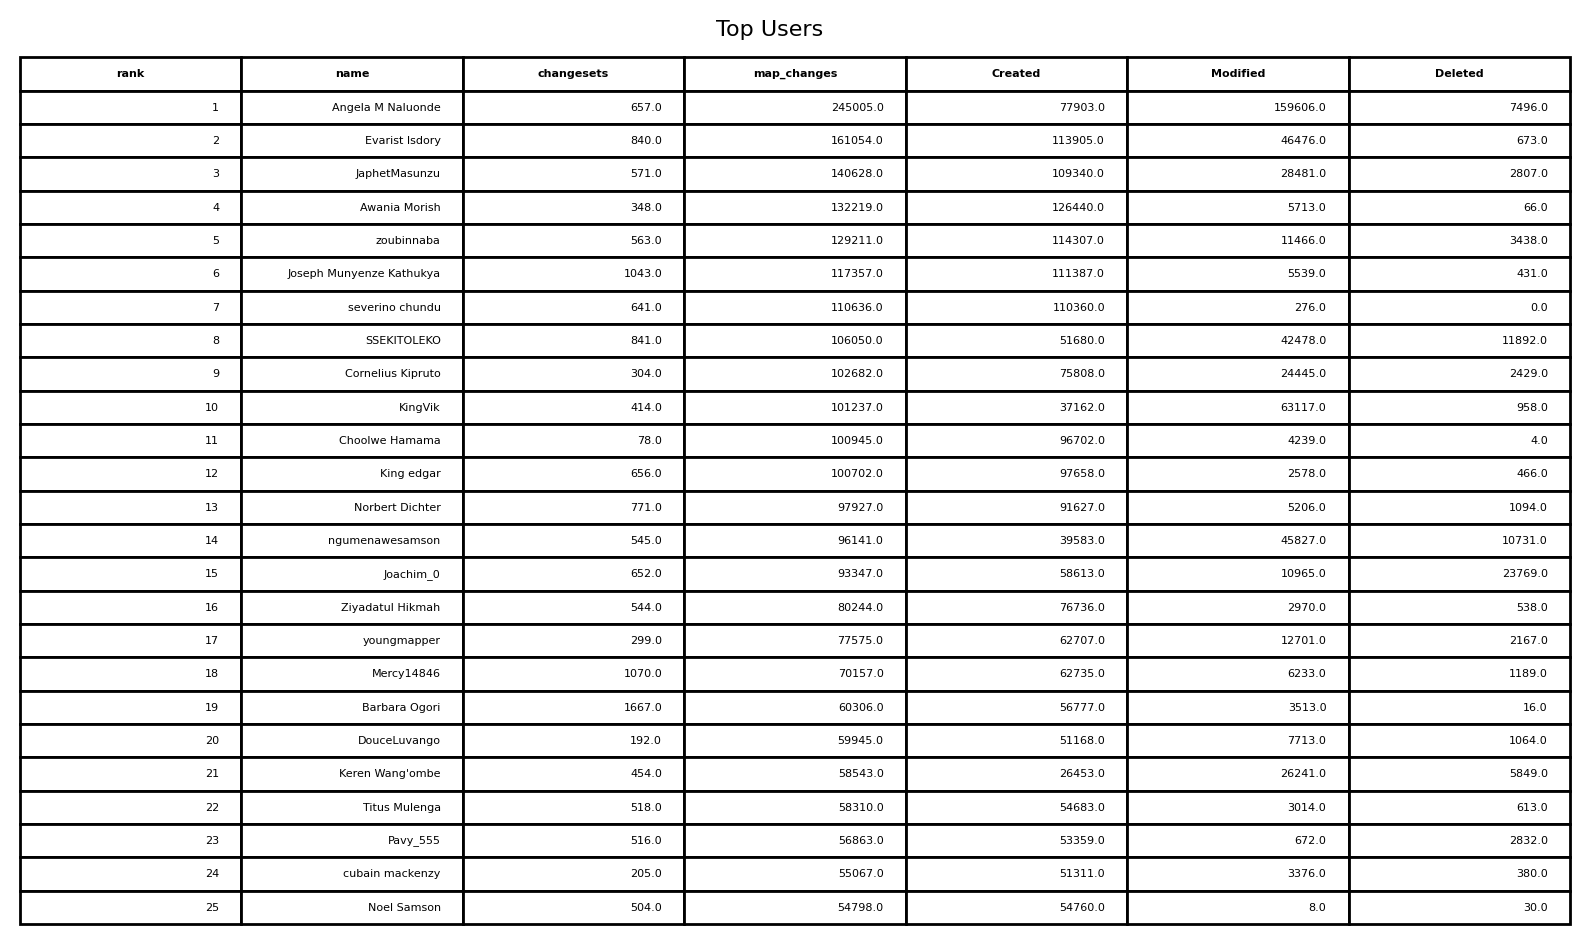 Top Users
rank name changesets map_changes Created Modified Deleted
1 Angela M Naluonde 657.0 245005.0 77903.0 159606.0 7496.0
2 Evarist Isdory 840.0 161054.0 113905.0 46476.0 673.0
3 JaphetMasunzu 571.0 140628.0 109340.0 28481.0 2807.0
4 Awania Morish 348.0 132219.0 126440.0 5713.0 66.0
5 zoubinnaba 563.0 129211.0 114307.0 11466.0 3438.0
6 Joseph Munyenze Kathukya 1043.0 117357.0 111387.0 5539.0 431.0
7 severino chundu 641.0 110636.0 110360.0 276.0 0.0
8 SSEKITOLEKO 841.0 106050.0 51680.0 42478.0 11892.0
9 Cornelius Kipruto 304.0 102682.0 75808.0 24445.0 2429.0
10 KingVik 414.0 101237.0 37162.0 63117.0 958.0
11 Choolwe Hamama 78.0 100945.0 96702.0 4239.0 4.0
12 King edgar 656.0 100702.0 97658.0 2578.0 466.0
13 Norbert Dichter 771.0 97927.0 91627.0 5206.0 1094.0
14 ngumenawesamson 545.0 96141.0 39583.0 45827.0 10731.0
15 Joachim_0 652.0 93347.0 58613.0 10965.0 23769.0
16 Ziyadatul Hikmah 544.0 80244.0 76736.0 2970.0 538.0
17 youngmapper 299.0 77575.0 62707.0 12701.0 2167.0
18 Mercy14846 1070.0 70157.0 62735.0 6233.0 1189.0
19 Barbara Ogori 1667.0 60306.0 56777.0 3513.0 16.0
20 DouceLuvango 192.0 59945.0 51168.0 7713.0 1064.0
21 Keren Wang'ombe 454.0 58543.0 26453.0 26241.0 5849.0
22 Titus Mulenga 518.0 58310.0 54683.0 3014.0 613.0
23 Pavy_555 516.0 56863.0 53359.0 672.0 2832.0
24 cubain mackenzy 205.0 55067.0 51311.0 3376.0 380.0
25 Noel Samson 504.0 54798.0 54760.0 8.0 30.0